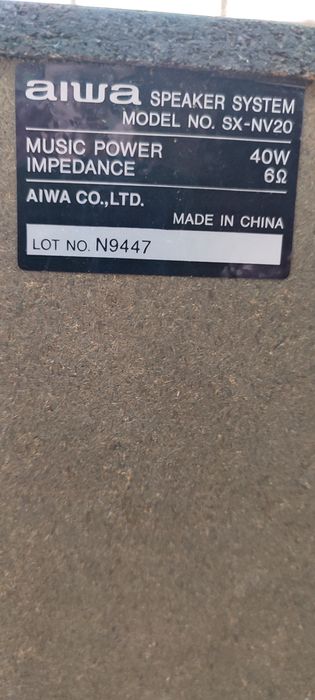 aiwa SPEAKER SYSTEM
MODEL NO. SX-NV20
MUSIC POWER 40W
IMPEDANCE 6Ω
AIWA CO.,LTD.
MADE IN CHINA
LOT NO. N9447